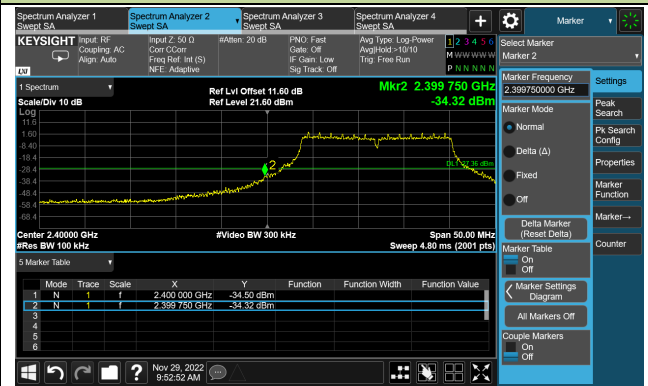 Spectrum Analyzer 1
Swept SA
Spectrum Analyzer 2
Swept SA
Spectrum Analyzer 3
Swept SA
Spectrum Analyzer 4
Swept SA
+
Marker
KEYSIGHT
LXI
Input: RF
Coupling: AC
Align: Auto
Input Z: 50 Ω
Corr CCorr
Freq Ref: Int (S)
NFE: Adaptive
#Atten: 20 dB
PNO: Fast
Gate: Off
IF Gain: Low
Sig Track: Off
Avg Type: Log-Power
Avg|Hold:>10/10
Trig: Free Run
1 2 3 4 5 6
M W W W W W
P N N N N N
Select Marker
Marker 2
1 Spectrum
Scale/Div 10 dB
Ref Lvl Offset 11.60 dB
Ref Level 21.60 dBm
Mkr2 2.399 750 GHz
-34.32 dBm
Log
11.6
1.60
-8.40
-18.4
-28.4
-38.4
-48.4
-58.4
-68.4
2
Center 2.40000 GHz
#Res BW 100 kHz
#Video BW 300 kHz
Span 50.00 MHz
Sweep 4.80 ms (2001 pts)
5 Marker Table
Mode Trace Scale X Y Function Function Width Function Value
1 N 1 f 2.400 000 GHz -34.50 dBm
2 N 1 f 2.399 750 GHz -34.32 dBm
3
4
5
6
Nov 29, 2022
9:52:52 AM
Marker Frequency
2.399750000 GHz
Marker Mode
Normal
Delta (Δ)
Fixed
Off
Delta Marker
(Reset Delta)
Marker Table
On
Off
Marker Settings
Diagram
All Markers Off
Couple Markers
On
Off
Settings
Peak
Search
Pk Search
Config
Properties
Marker
Function
Marker→
Counter